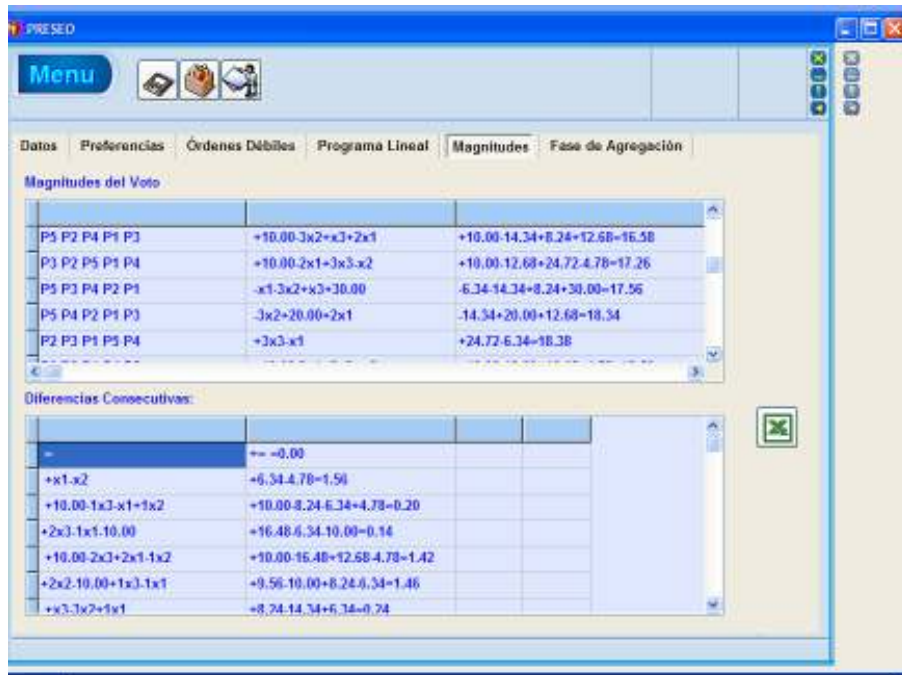 PRESEO
Menu
Datos Preferencias Órdenes Débiles Programa Lineal Magnitudes Fase de Agregación
Magnitudes del Voto
P5 P2 P4 P1 P3 +10.00-3x2+x3+2x1 +10.00-14.34+8.24+12.68=16.58
P3 P2 P5 P1 P4 +10.00-2x1+3x3-x2 +10.00-12.68+24.72-4.78=17.26
P5 P3 P4 P2 P1 -x1-3x2+x3+30.00 -6.34-14.34+8.24+30.00=17.56
P5 P4 P2 P1 P3 -3x2+20.00+2x1 -14.34+20.00+12.68=18.34
P2 P3 P1 P5 P4 +3x3-x1 +24.72-6.34=18.38
Diferencias Consecutivas:
= += =0.00
+x1-x2 +6.34-4.78=1.56
+10.00-1x3-x1+1x2 +10.00-8.24-6.34+4.78=0.20
+2x3-1x1-10.00 +16.48-6.34-10.00=0.14
+10.00-2x3+2x1-1x2 +10.00-16.48+12.68-4.78=1.42
+2x2-10.00+1x3-1x1 +9.56-10.00+8.24-6.34=1.46
+x3-3x2+1x1 +8.24-14.34+6.34=0.24